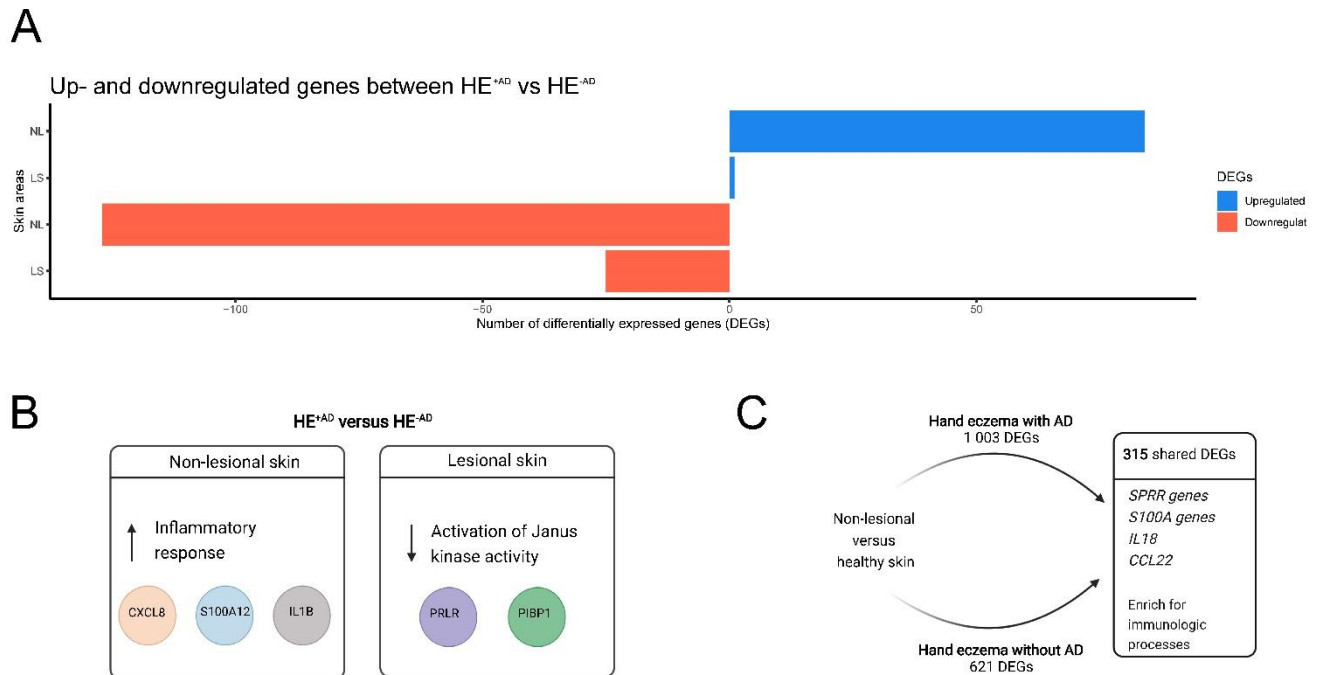 A
Up- and downregulated genes between HE+AD vs HE-AD
Skin areas
NL
LS
NL
LS
-100
-50
0
50
Number of differentially expressed genes (DEGs)
DEGs
Upregulated
Downregulat
B
HE+AD versus HE-AD
Non-lesional skin
Inflammatory
response
CXCL8
S100A12
IL1B
Lesional skin
Activation of Janus
kinase activity
PRLR
PIBP1
C
Hand eczema with AD
1 003 DEGs
Non-lesional
versus
healthy skin
Hand eczema without AD
621 DEGs
315 shared DEGs
SPRR genes
S100A genes
IL18
CCL22
Enrich for
immunologic
processes